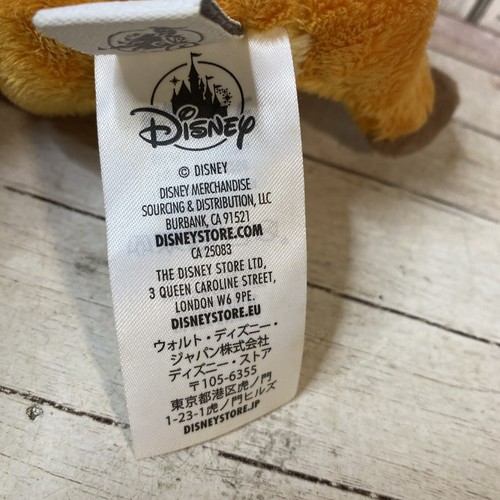 Disney
© DISNEY
DISNEY MERCHANDISE
SOURCING & DISTRIBUTION, LLC
BURBANK, CA 91521
DISNEYSTORE.COM
CA 25083
THE DISNEY STORE LTD,
3 QUEEN CAROLINE STREET,
LONDON W6 9PE.
DISNEYSTORE.EU
ウォルト・ディズニー・
ジャパン株式会社
ディズニー・ストア
〒105-6355
東京都港区虎ノ門
1-23-1虎ノ門ヒルズ
DISNEYSTORE.JP